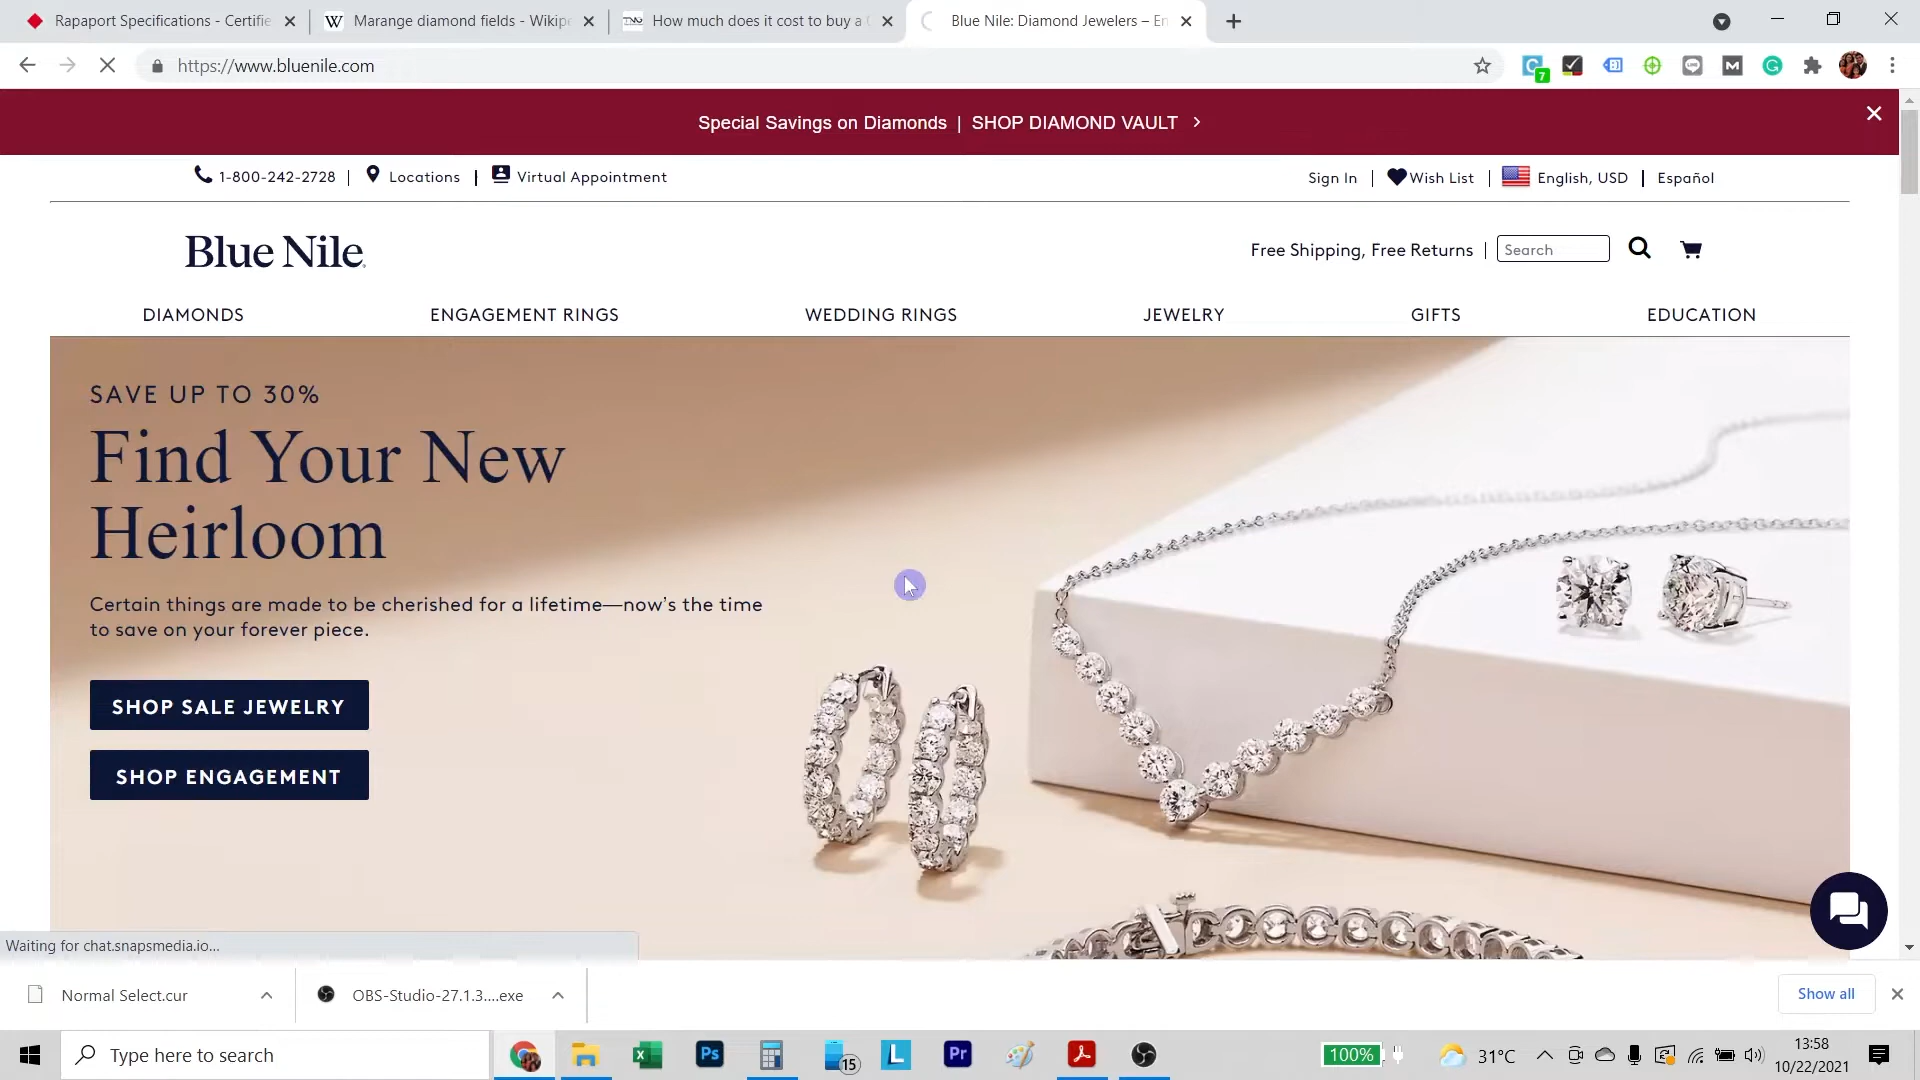 Rapaport Specifications - Certifie
Marange diamond fields - Wikipe
How much does it cost to buy a
Blue Nile: Diamond Jewelers – En
https://www.bluenile.com
7
Special Savings on Diamonds | SHOP DIAMOND VAULT >
1-800-242-2728 | Locations | Virtual Appointment
Sign In | Wish List | English, USD | Español
Blue Nile.
Free Shipping, Free Returns | Search
DIAMONDS ENGAGEMENT RINGS WEDDING RINGS JEWELRY GIFTS EDUCATION
SAVE UP TO 30%
Find Your New
Heirloom
Certain things are made to be cherished for a lifetime—now's the time
to save on your forever piece.
SHOP SALE JEWELRY
SHOP ENGAGEMENT
Waiting for chat.snapsmedia.io...
Normal Select.cur
OBS-Studio-27.1.3....exe
Show all
Type here to search
Ps
15
L
Pr
100%
31°C
13:58
10/22/2021